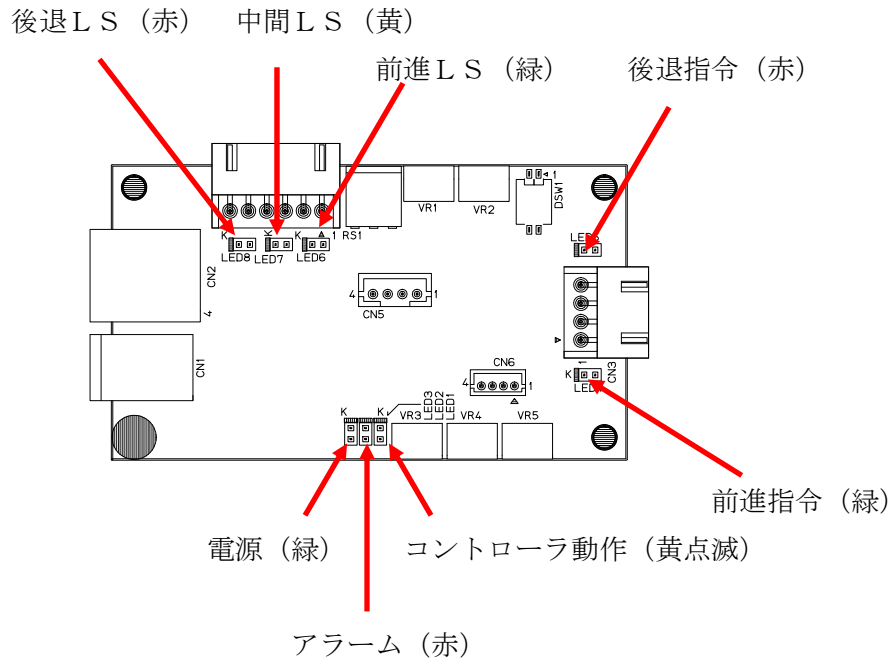 後退ＬＳ（赤）
中間ＬＳ（黄）
前進ＬＳ（緑）
後退指令（赤）
VR1
VR2
1
DSW1
K
K
K
1
RS1
LED8
LED7
LED6
CN2
4
4
1
CN5
CN1
CN6
4
1
1
CN3
K
K
K
LED3
LED2
LED1
VR3
VR4
VR5
前進指令（緑）
電源（緑）
コントローラ動作（黄点滅）
アラーム（赤）